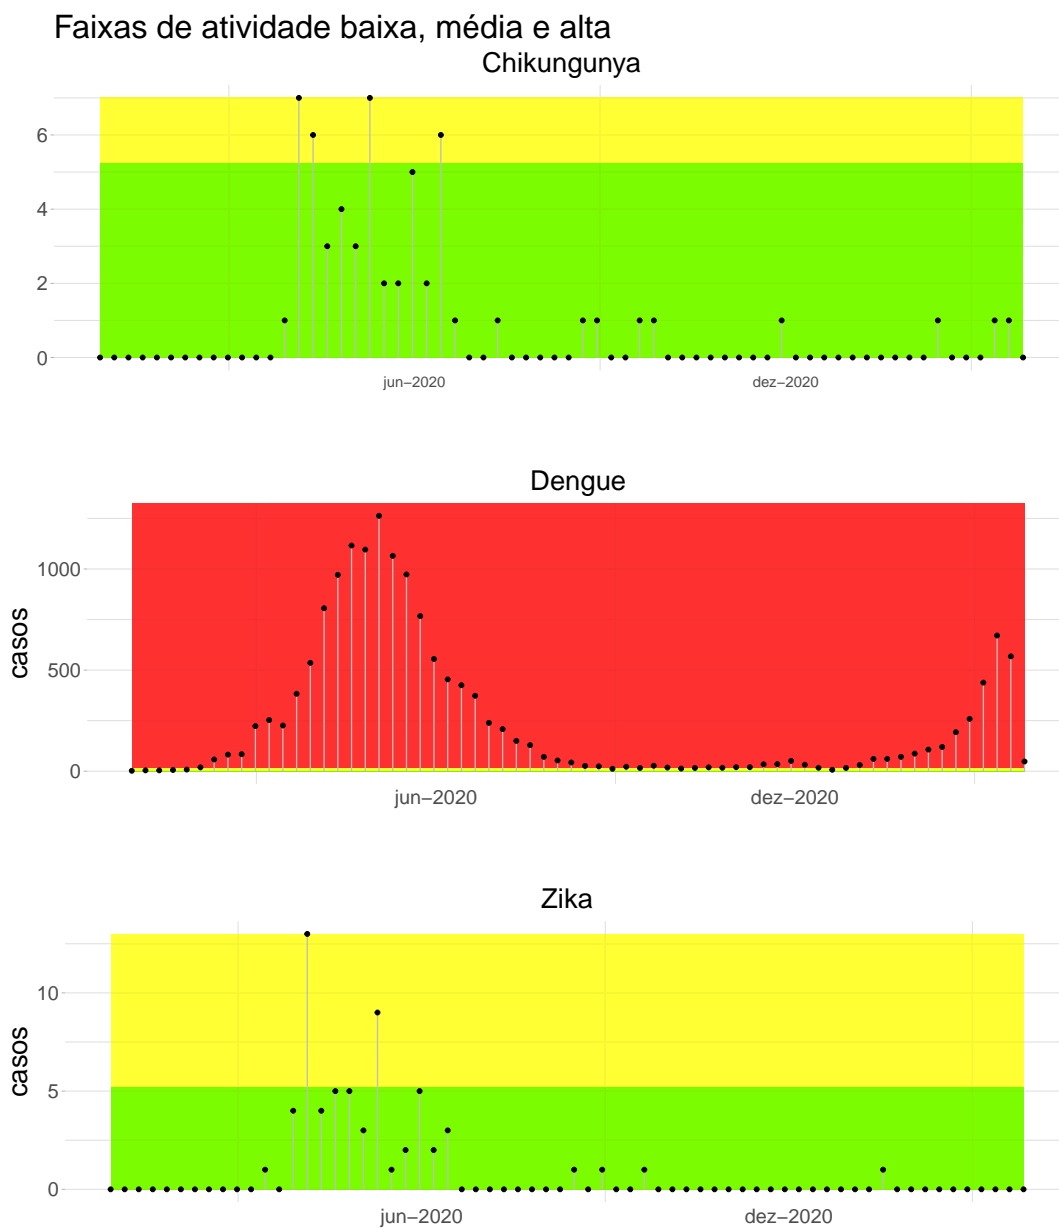 Faixas de atividade baixa, média e alta
Chikungunya
6
4
2
0
jun−2020
dez−2020
Dengue
casos
1000
500
0
jun−2020
dez−2020
Zika
casos
10
5
0
jun−2020
dez−2020